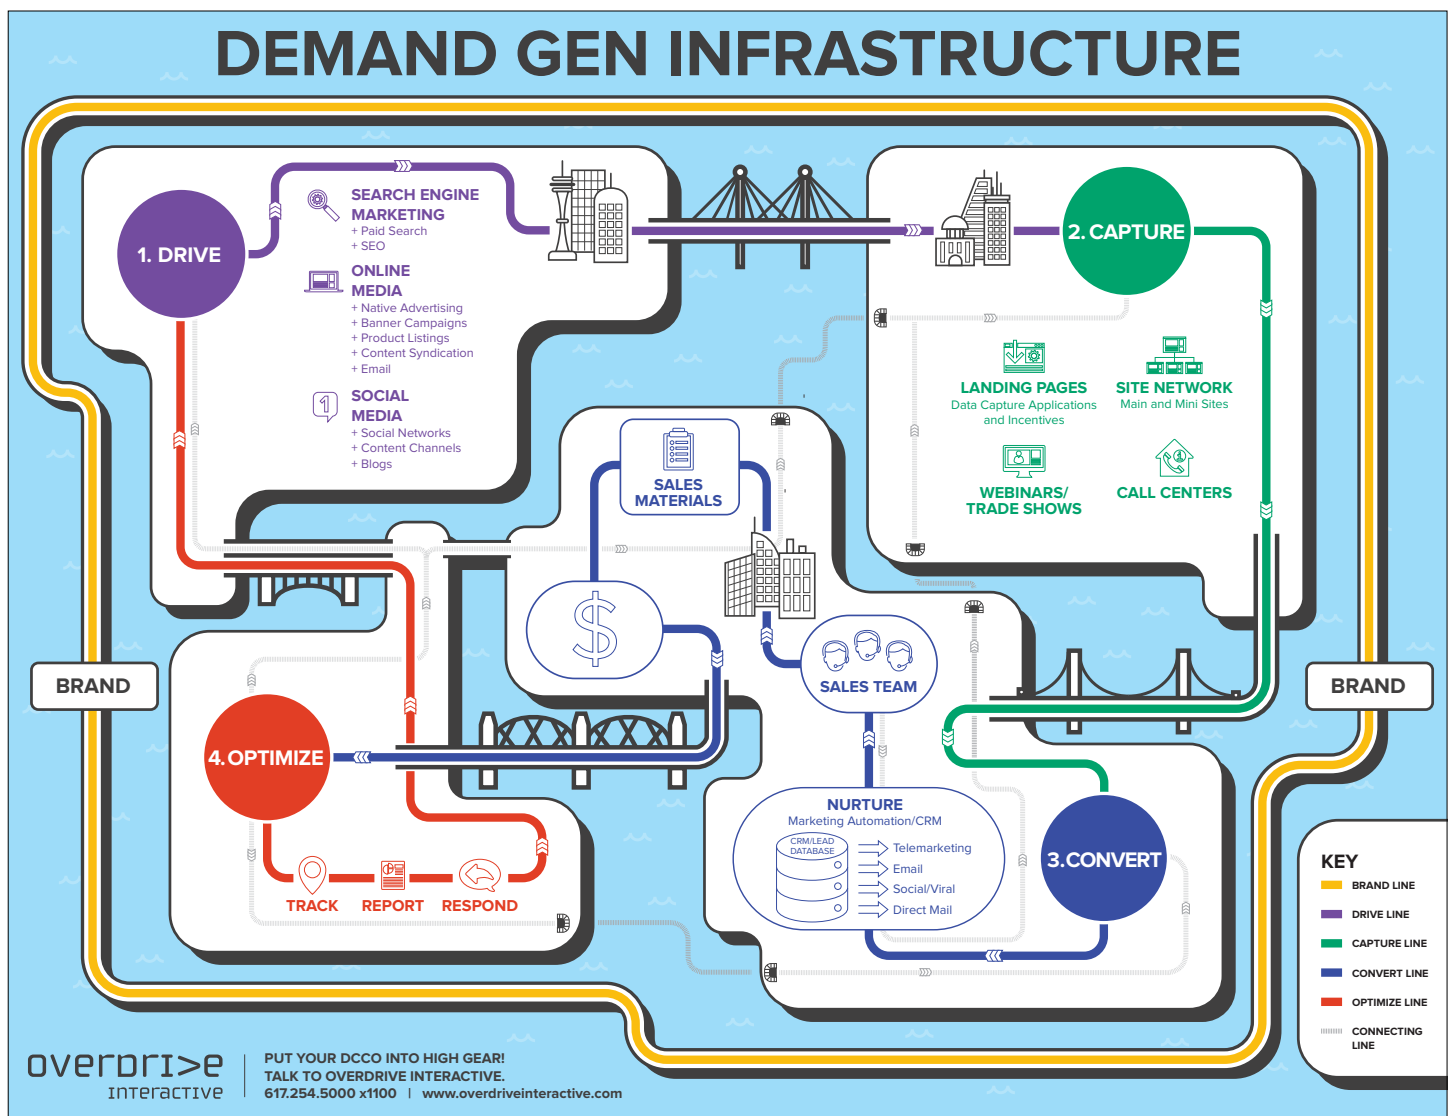 DEMAND GEN INFRASTRUCTURE
1. DRIVE
SEARCH ENGINE
MARKETING
+ Paid Search
+ SEO
ONLINE
MEDIA
+ Native Advertising
+ Banner Campaigns
+ Product Listings
+ Content Syndication
+ Email
1
SOCIAL
MEDIA
+ Social Networks
+ Content Channels
+ Blogs
2. CAPTURE
LANDING PAGES
Data Capture Applications
and Incentives
SITE NETWORK
Main and Mini Sites
WEBINARS/
TRADE SHOWS
CALL CENTERS
SALES
MATERIALS
$
SALES TEAM
BRAND
BRAND
4. OPTIMIZE
TRACK
REPORT
RESPOND
NURTURE
Marketing Automation/CRM
CRM/LEAD
DATABASE
Telemarketing
Email
Social/Viral
Direct Mail
3. CONVERT
KEY
BRAND LINE
DRIVE LINE
CAPTURE LINE
CONVERT LINE
OPTIMIZE LINE
CONNECTING
LINE
overdrive
interactive
PUT YOUR DCCO INTO HIGH GEAR!
TALK TO OVERDRIVE INTERACTIVE.
617.254.5000 x1100 | www.overdriveinteractive.com